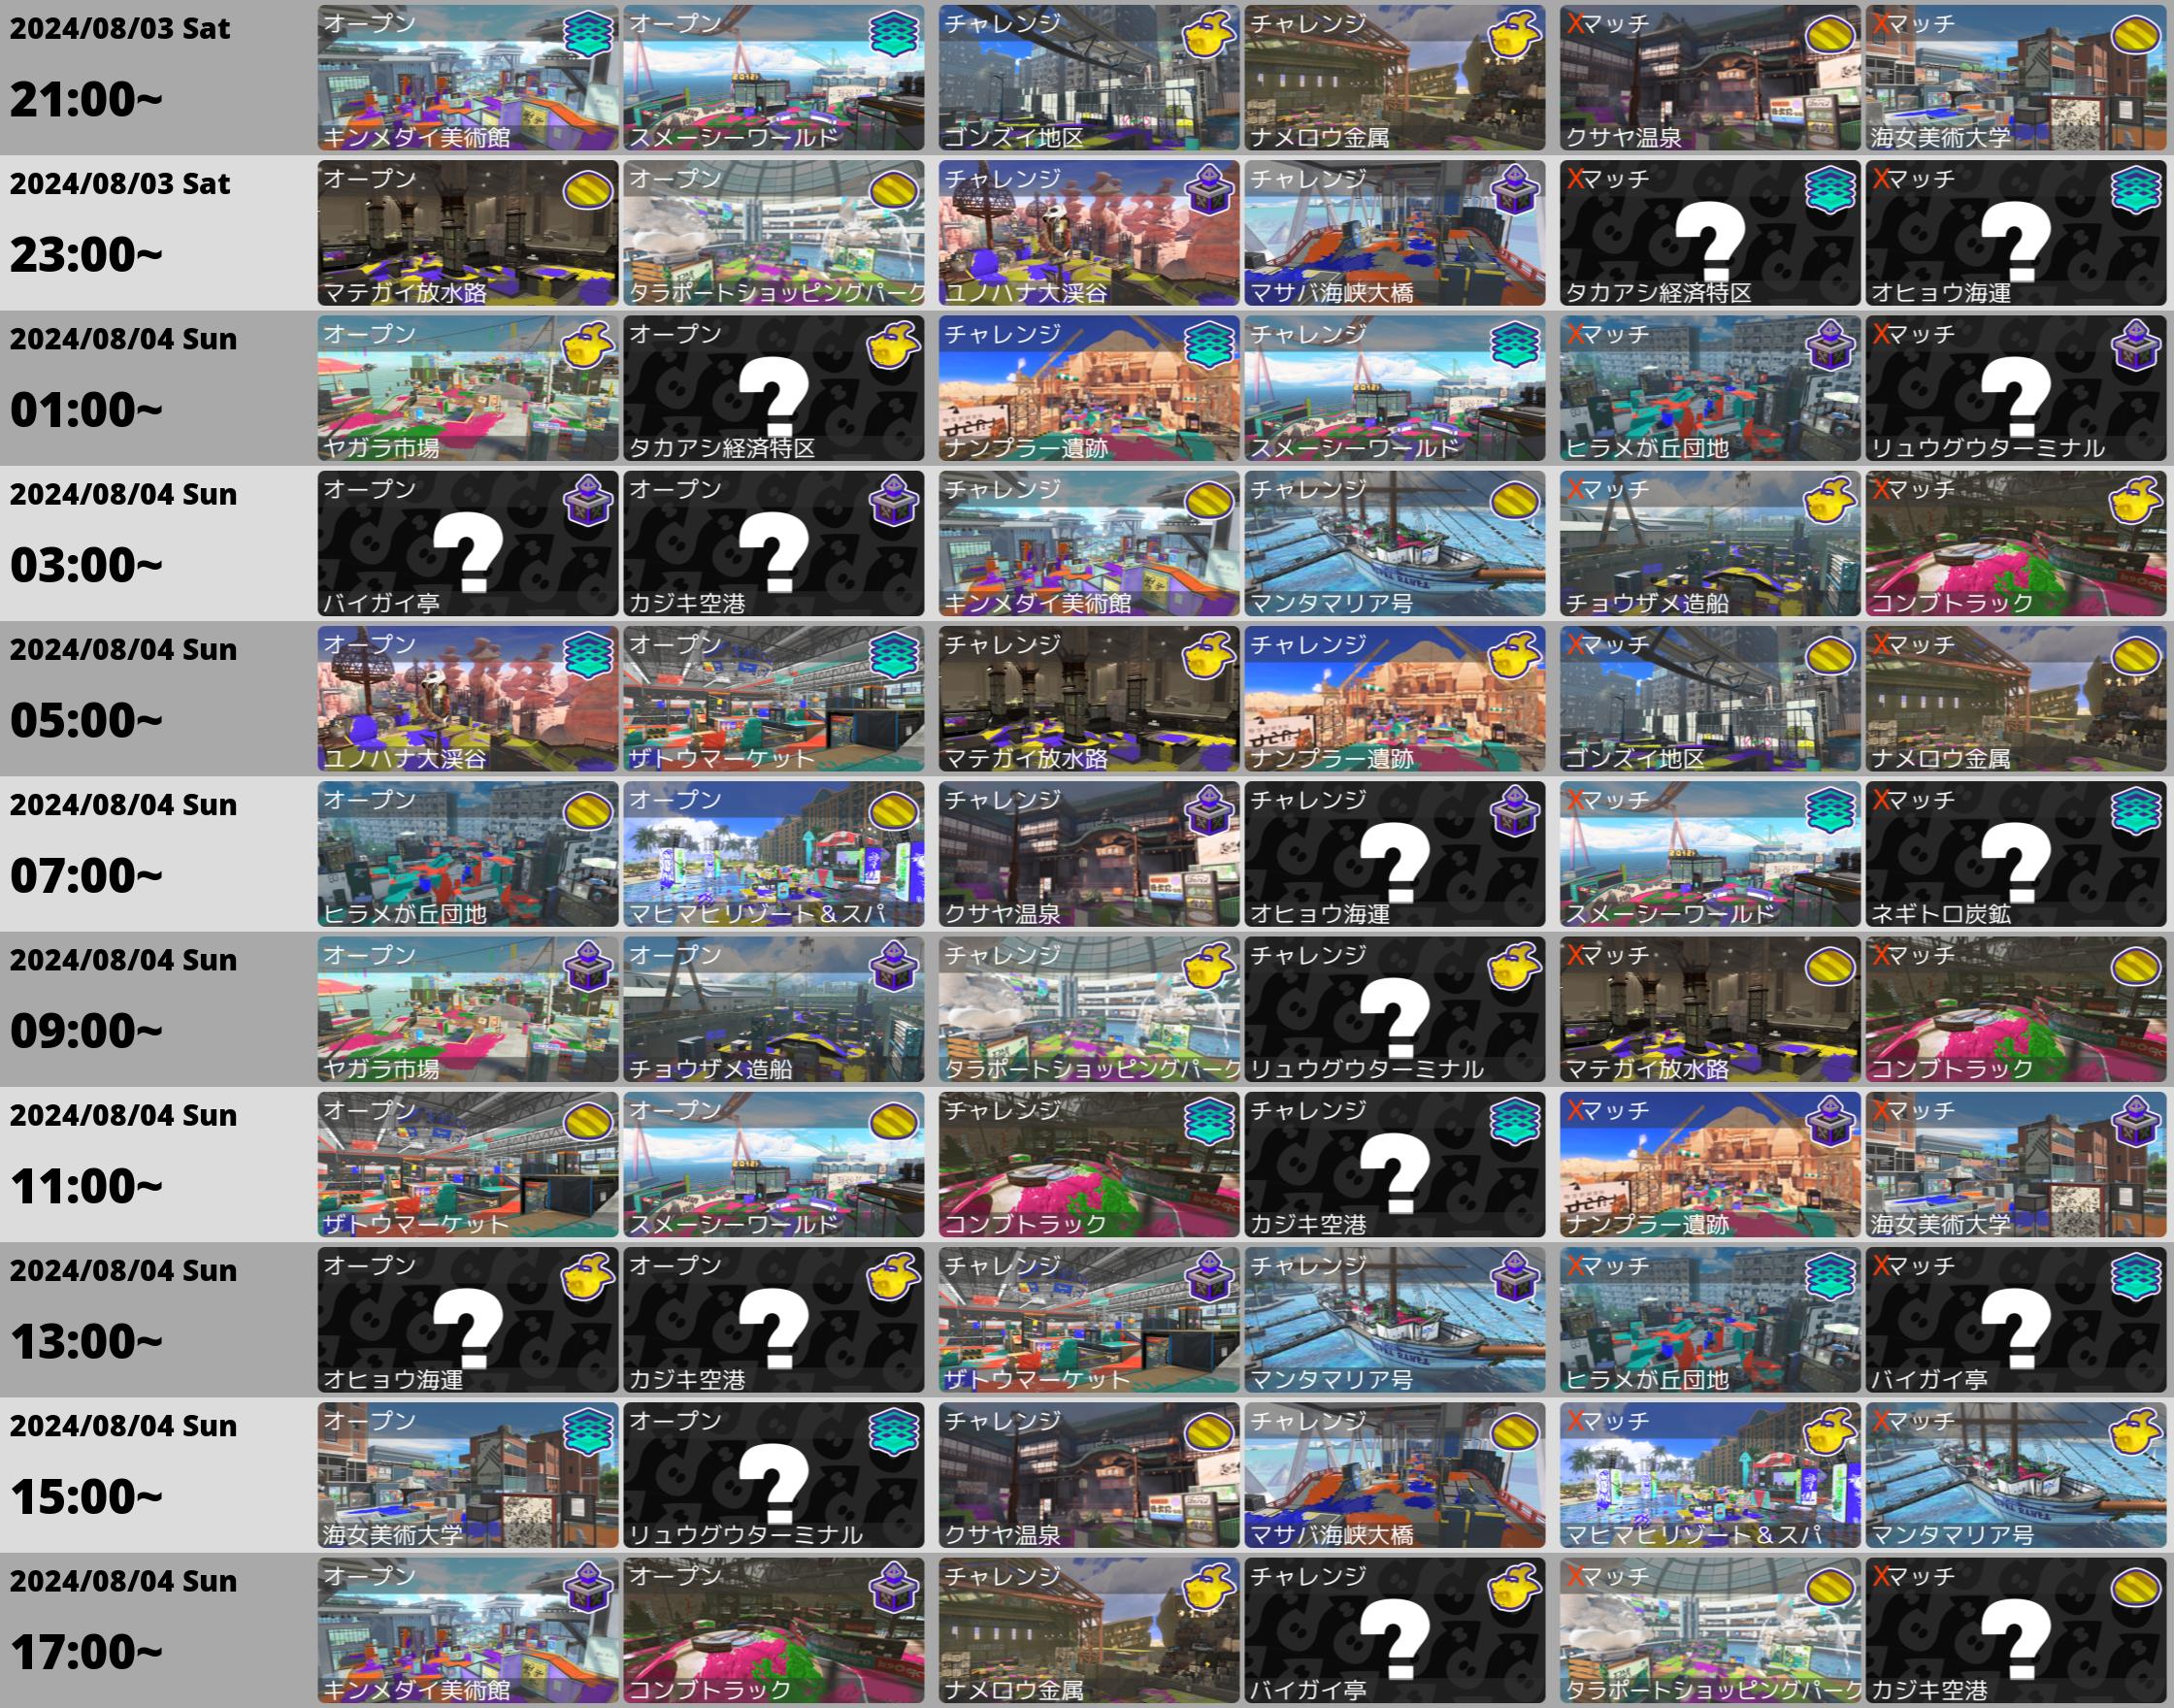 2024/08/03 Sat
21:00~
オープン
キンメダイ美術館
オープン
スメーシーワールド
チャレンジ
ゴンズイ地区
チャレンジ
ナメロウ金属
Xマッチ
クサヤ温泉
Xマッチ
海女美術大学
2024/08/03 Sat
23:00~
オープン
マテガイ放水路
オープン
タラポートショッピングパーク
チャレンジ
ユノハナ大渓谷
チャレンジ
マサバ海峡大橋
Xマッチ
?
タカアシ経済特区
Xマッチ
?
オヒョウ海運
2024/08/04 Sun
01:00~
オープン
ヤガラ市場
オープン
?
タカアシ経済特区
チャレンジ
ナンプラー遺跡
チャレンジ
スメーシーワールド
Xマッチ
ヒラメが丘団地
Xマッチ
?
リュウグウターミナル
2024/08/04 Sun
03:00~
オープン
?
バイガイ亭
オープン
?
カジキ空港
チャレンジ
キンメダイ美術館
チャレンジ
マンタマリア号
Xマッチ
チョウザメ造船
Xマッチ
コンブトラック
2024/08/04 Sun
05:00~
オープン
ユノハナ大渓谷
オープン
ザトウマーケット
チャレンジ
マテガイ放水路
チャレンジ
ナンプラー遺跡
Xマッチ
ゴンズイ地区
Xマッチ
ナメロウ金属
2024/08/04 Sun
07:00~
オープン
ヒラメが丘団地
オープン
マヒマヒリゾート＆スパ
チャレンジ
クサヤ温泉
チャレンジ
?
オヒョウ海運
Xマッチ
スメーシーワールド
Xマッチ
?
ネギトロ炭鉱
2024/08/04 Sun
09:00~
オープン
ヤガラ市場
オープン
チョウザメ造船
チャレンジ
タラポートショッピングパーク
チャレンジ
?
リュウグウターミナル
Xマッチ
マテガイ放水路
Xマッチ
コンブトラック
2024/08/04 Sun
11:00~
オープン
ザトウマーケット
オープン
スメーシーワールド
チャレンジ
コンブトラック
チャレンジ
?
カジキ空港
Xマッチ
ナンプラー遺跡
Xマッチ
海女美術大学
2024/08/04 Sun
13:00~
オープン
?
オヒョウ海運
オープン
?
カジキ空港
チャレンジ
ザトウマーケット
チャレンジ
マンタマリア号
Xマッチ
ヒラメが丘団地
Xマッチ
?
バイガイ亭
2024/08/04 Sun
15:00~
オープン
海女美術大学
オープン
?
リュウグウターミナル
チャレンジ
クサヤ温泉
チャレンジ
マサバ海峡大橋
Xマッチ
マヒマヒリゾート＆スパ
Xマッチ
マンタマリア号
2024/08/04 Sun
17:00~
オープン
キンメダイ美術館
オープン
コンブトラック
チャレンジ
ナメロウ金属
チャレンジ
?
バイガイ亭
Xマッチ
タラポートショッピングパーク
Xマッチ
?
カジキ空港